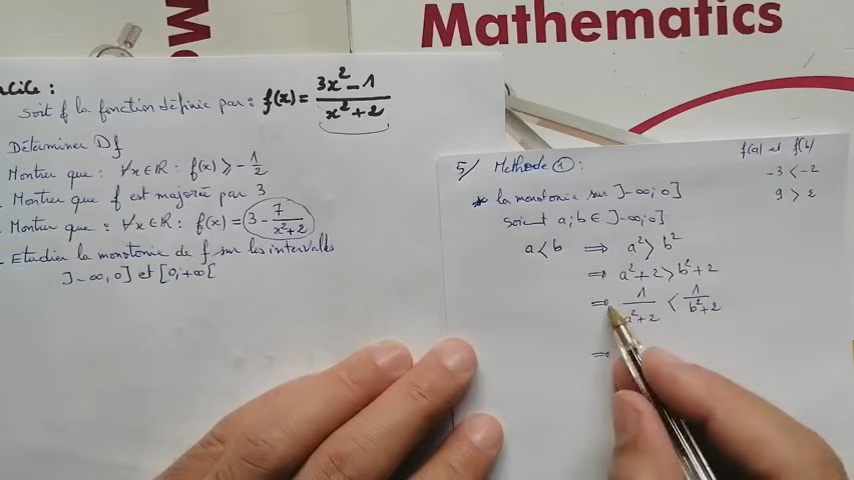 Mathematics
cice :
soit f la fonction définie par : f(x) = (3x² - 1)/(x² + 2)
Déterminer Df
Montrer que : ∀x ∈ ℝ : f(x) ⩾ - 1/2
. Montrer que f est majorée par 3
. Montrer que : ∀x ∈ ℝ : f(x) = 3 - 7/(x²+2)
. Etudier la monotonie de f sur les intervalles
]-∞, 0] et [0, +∞[
5/ Methode ① :
f(a) et f(b)
-3 < -2
9 > 2
* la monotonie sur ]-∞; 0]
soient a; b ∈ ]-∞; 0]
a < b ⟹ a² > b²
⟹ a²+2 > b²+2
⟹ 1/(a²+2) < 1/(b²+2)
⟹